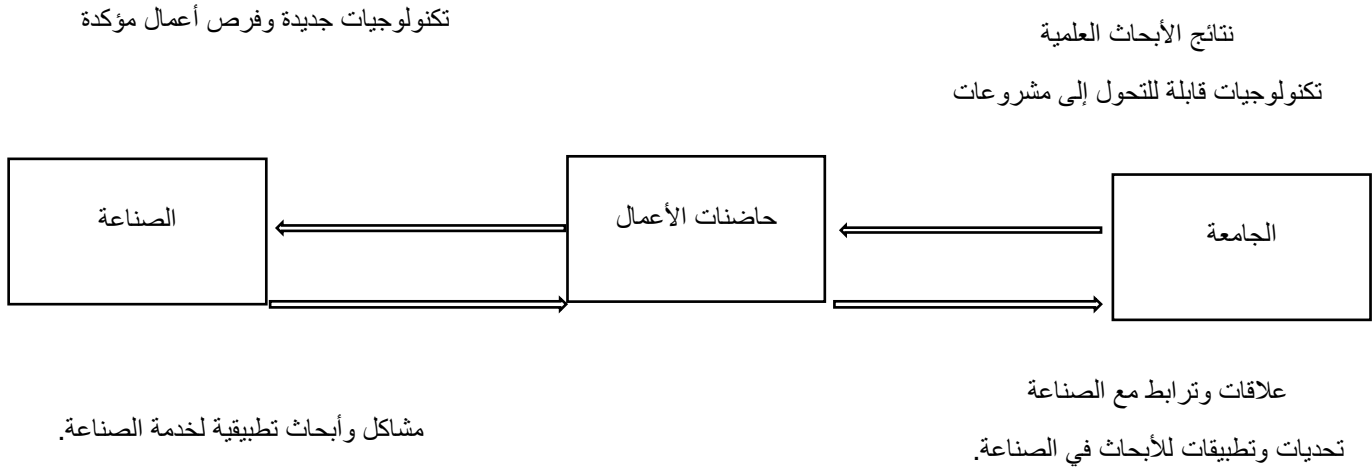 نتائج الأبحاث العلمية
تكنولوجيات قابلة للتحول إلى مشروعات
تكنولوجيات جديدة وفرص أعمال مؤكدة
الجامعة
حاضنات الأعمال
الصناعة
علاقات وترابط مع الصناعة
تحديات وتطبيقات للأبحاث في الصناعة.
مشاكل وأبحاث تطبيقية لخدمة الصناعة.